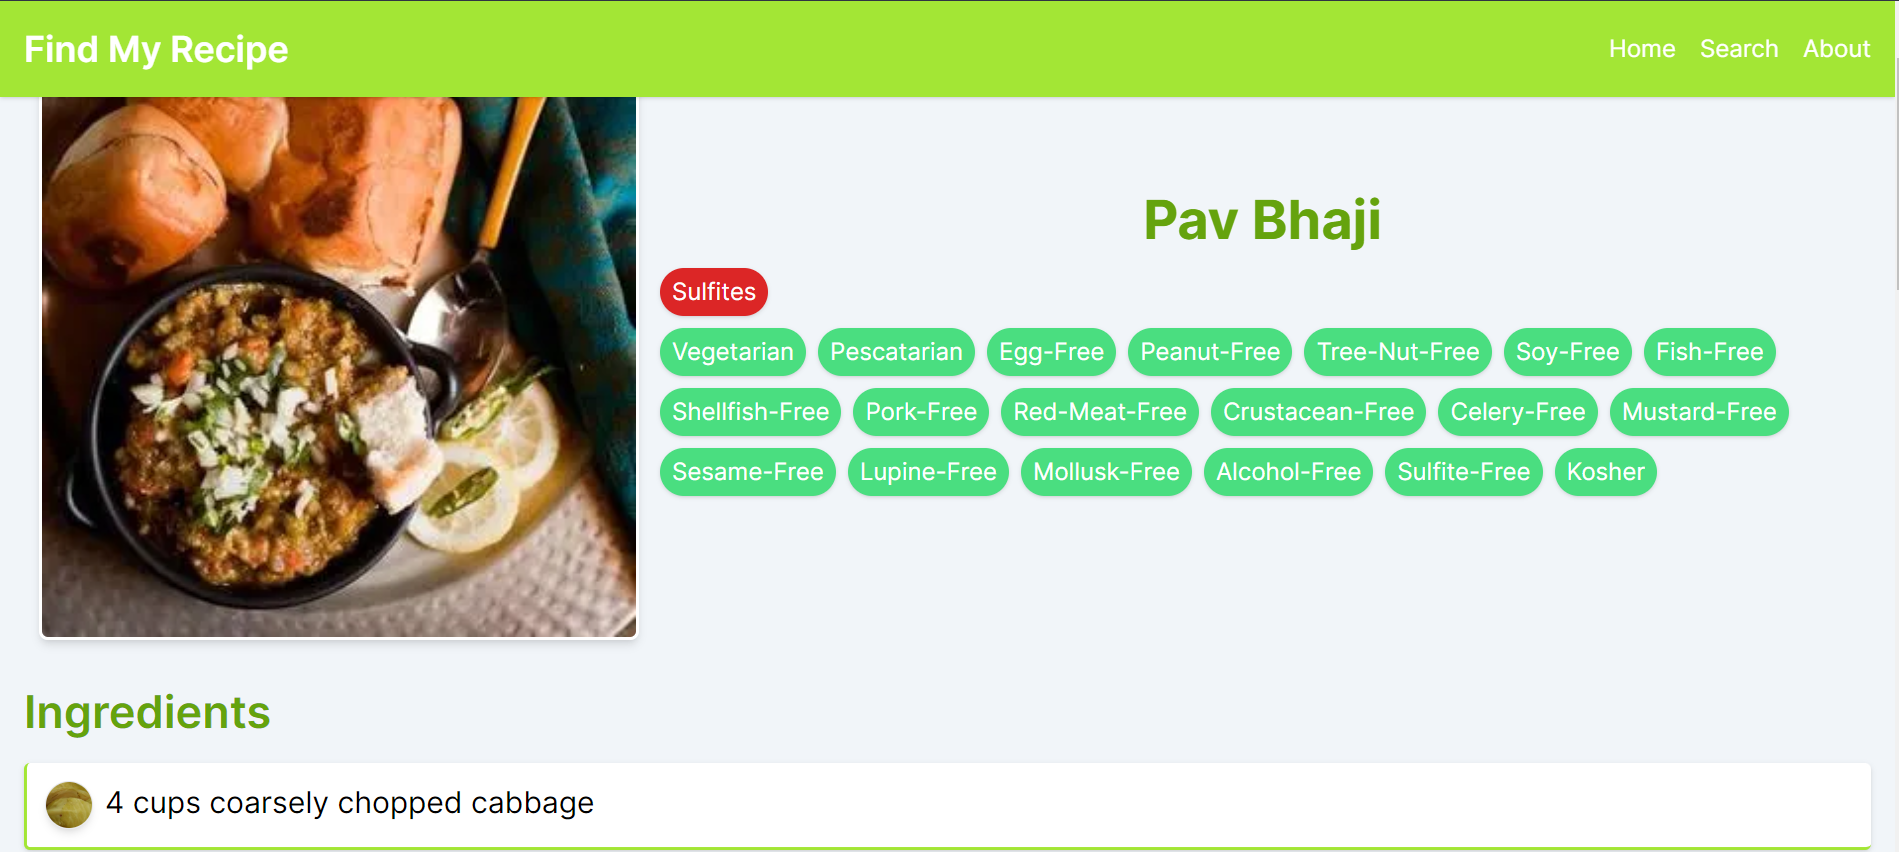 Find My Recipe
Home Search About
Pav Bhaji
Sulfites
Vegetarian Pescatarian Egg-Free Peanut-Free Tree-Nut-Free Soy-Free Fish-Free
Shellfish-Free Pork-Free Red-Meat-Free Crustacean-Free Celery-Free Mustard-Free
Sesame-Free Lupine-Free Mollusk-Free Alcohol-Free Sulfite-Free Kosher
Ingredients
4 cups coarsely chopped cabbage